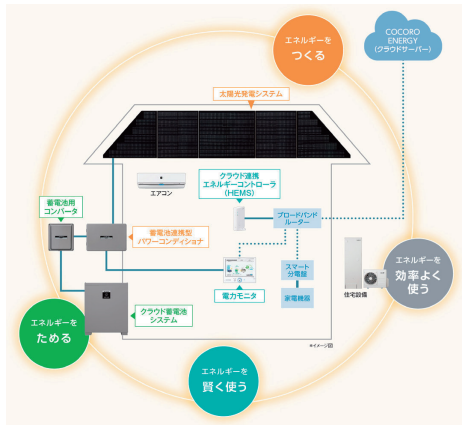 エネルギーを
つくる
COCORO
ENERGY
(クラウドサーバー)
太陽光発電システム
エアコン
クラウド連携
エネルギーコントローラ
(HEMS)
蓄電池用
コンバータ
蓄電池連携型
パワーコンディショナ
ブロードバンド
ルーター
エネルギーを
効率よく
使う
スマート
分電盤
電力モニタ
家電機器
住宅設備
エネルギーを
ためる
クラウド蓄電池
システム
※イメージ図
エネルギーを
賢く使う